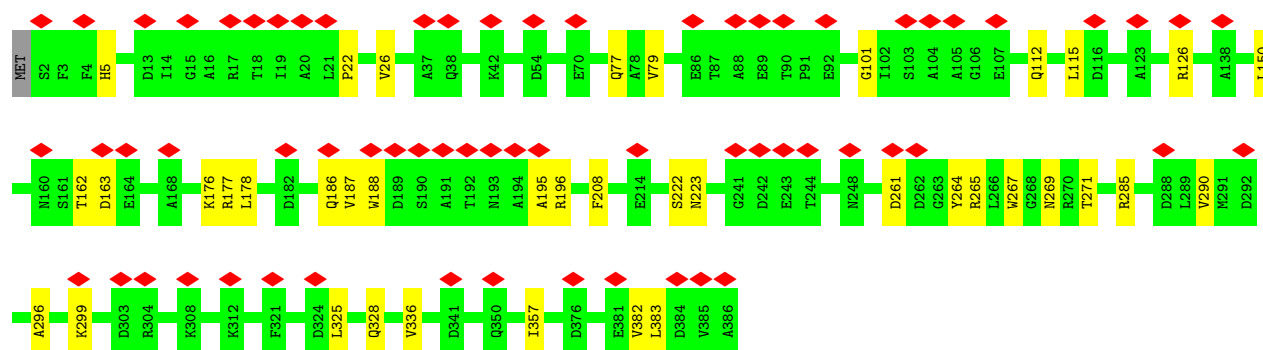 MET S2 F3 F4 H5 D13 I14 G15 A16 R17 T18 I19 A20 L21 P22 V26 A37 Q38 K42 D54 E70 Q77 A78 V79 E86 T87 A88 E89 T90 P91 E92 G101 I102 S103 A104 A105 G106 E107 Q112 L115 D116 A123 R126 A138
N160 S161 T162 D163 E164 A168 K176 R177 L178 D182 Q186 V187 W188 D189 S190 A191 T192 N193 A194 A195 R196 F208 E214 S222 N223 G241 D242 E243 T244 N248 D261 D262 G263 Y264 R265 L266 W267 G268 N269 R270 T271 R285 D288 L289 V290 M291 D292
A296 K299 D303 R304 K308 K312 F321 D324 L325 Q328 V336 D341 Q350 I357 D376 E381 V382 L383 D384 V385 A386